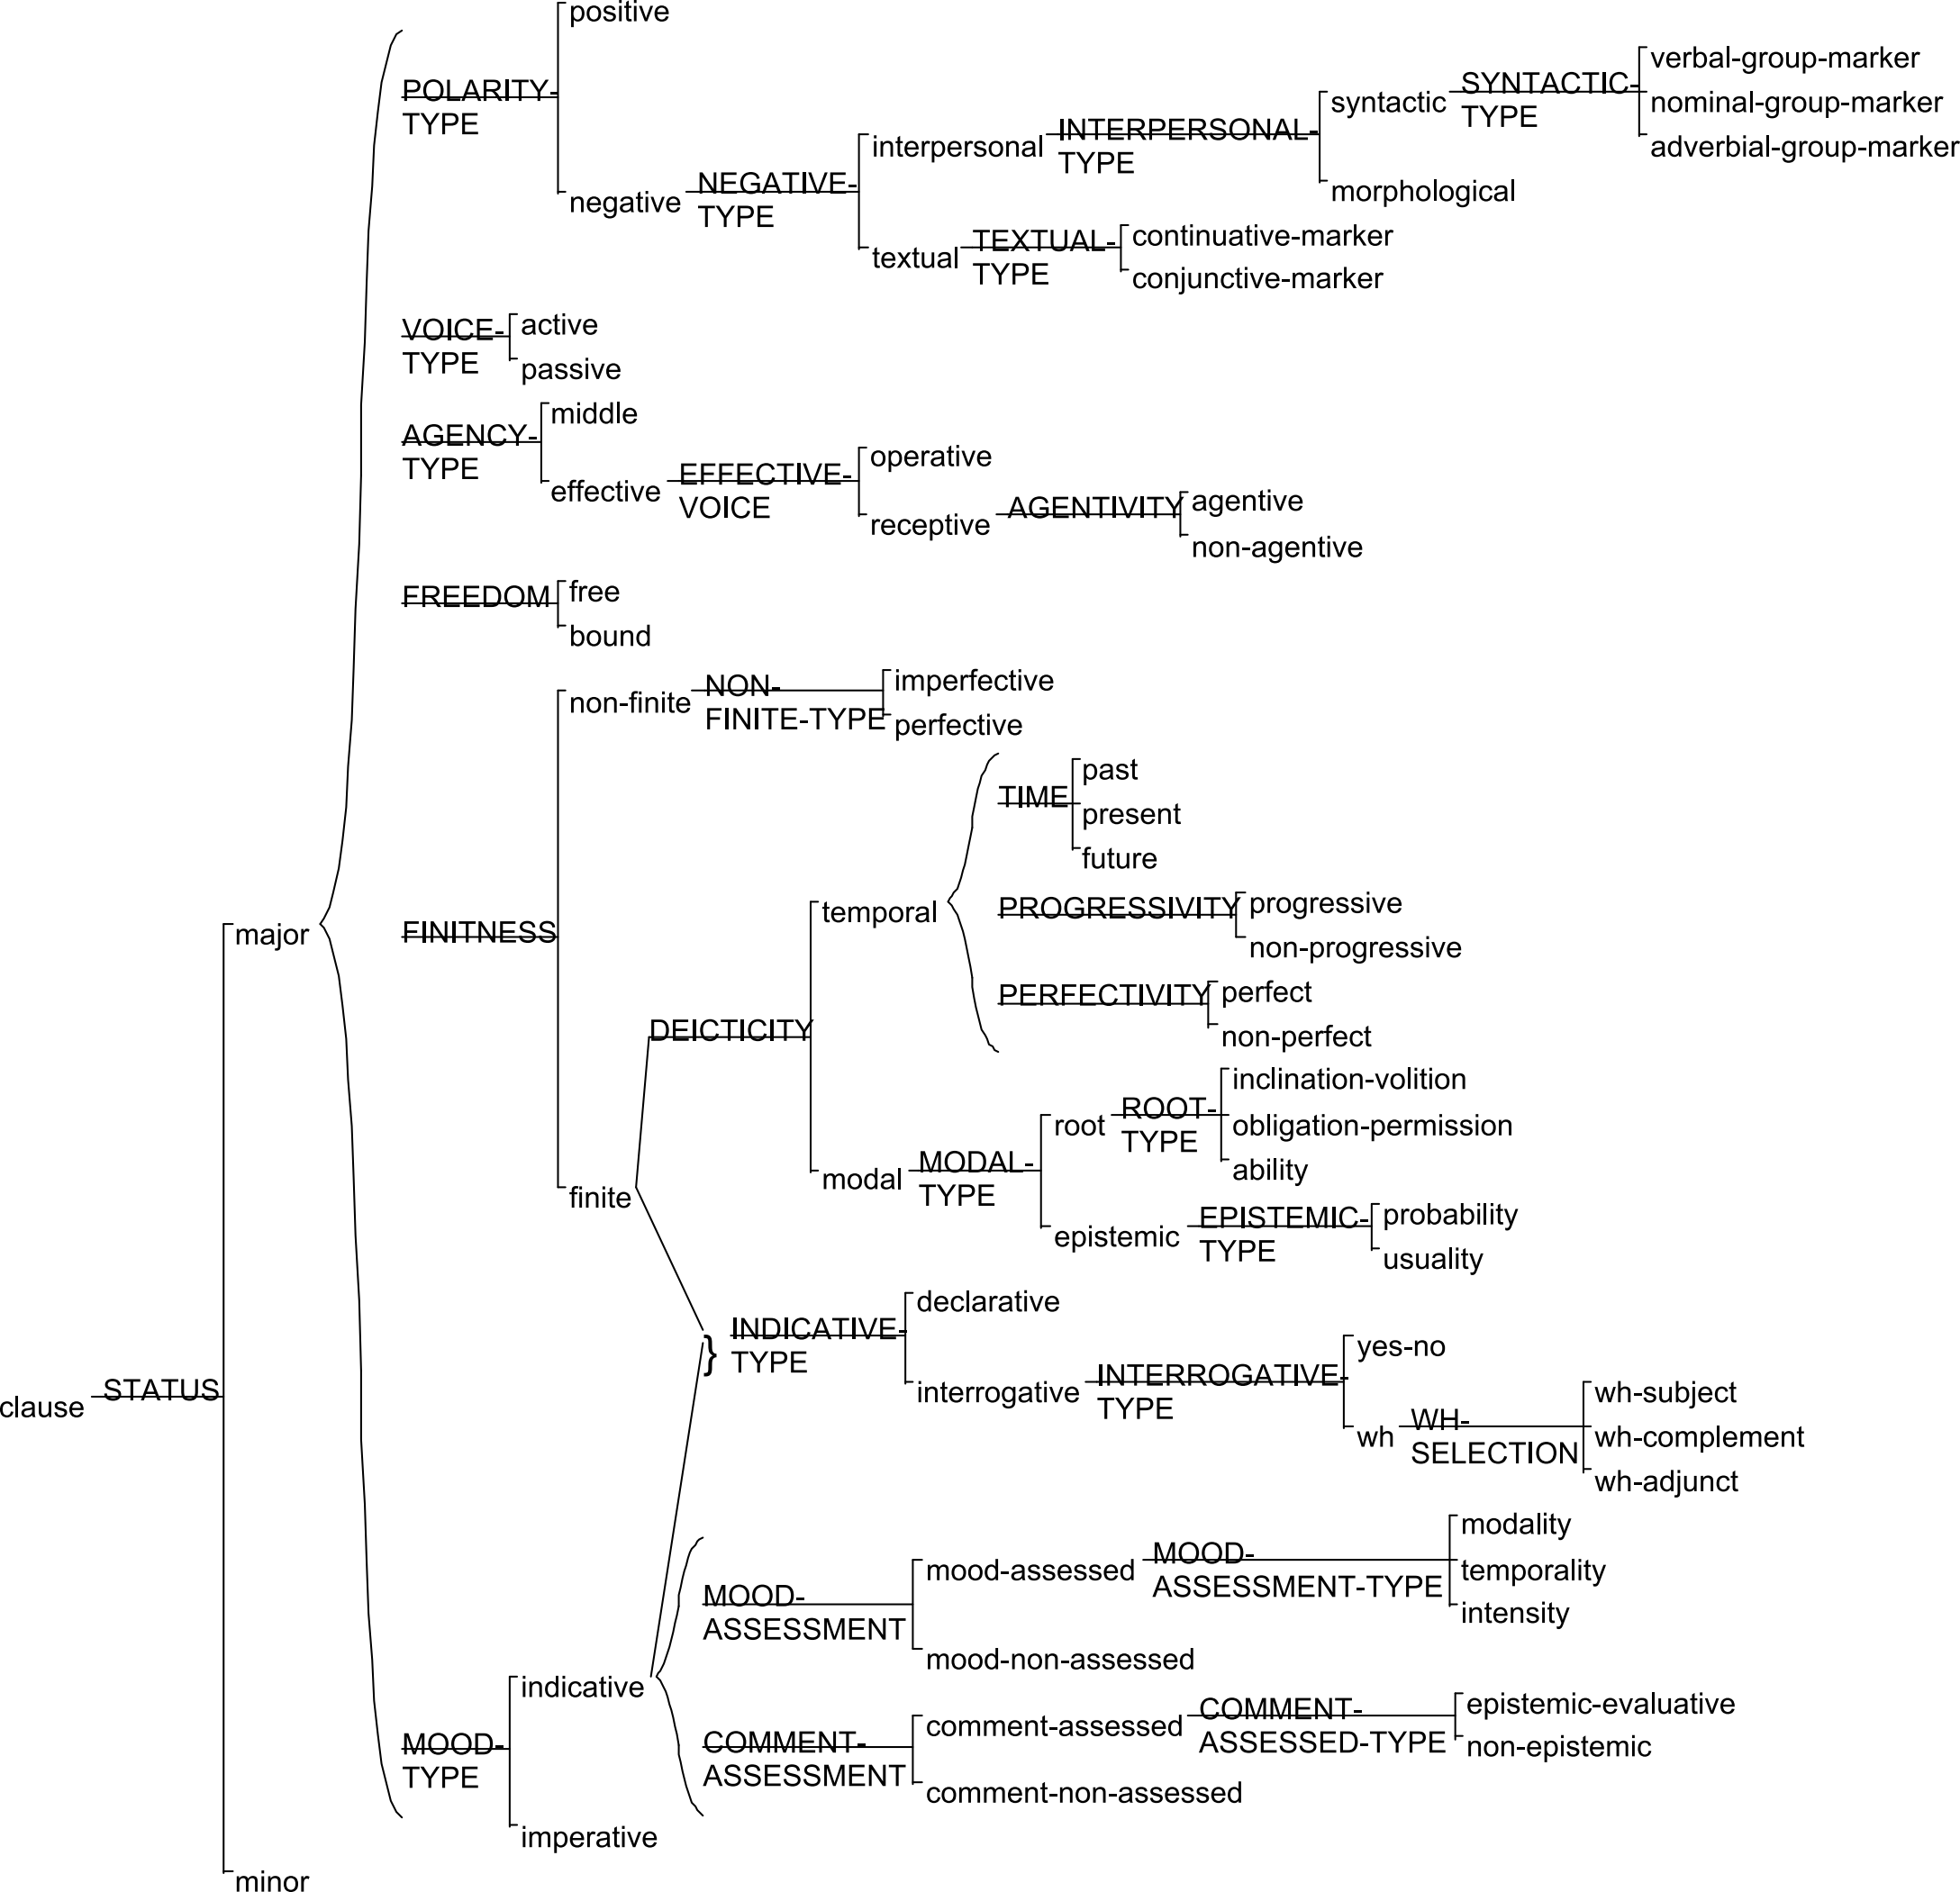 positive
POLARITY-
TYPE
negative
NEGATIVE-
TYPE
interpersonal
INTERPERSONAL-
TYPE
syntactic
SYNTACTIC-
TYPE
verbal-group-marker
nominal-group-marker
adverbial-group-marker
morphological
textual
TEXTUAL-
TYPE
continuative-marker
conjunctive-marker
VOICE-
TYPE
active
passive
AGENCY-
TYPE
middle
effective
EFFECTIVE-
VOICE
operative
receptive
AGENTIVITY
agentive
non-agentive
FREEDOM
free
bound
FINITNESS
non-finite
NON-
FINITE-TYPE
imperfective
perfective
finite
DEICTICITY
temporal
TIME
past
present
future
PROGRESSIVITY
progressive
non-progressive
PERFECTIVITY
perfect
non-perfect
modal
MODAL-
TYPE
root
ROOT-
TYPE
inclination-volition
obligation-permission
ability
epistemic
EPISTEMIC-
TYPE
probability
usuality
}
INDICATIVE-
TYPE
declarative
interrogative
INTERROGATIVE-
TYPE
yes-no
wh
WH-
SELECTION
wh-subject
wh-complement
wh-adjunct
clause
STATUS
major
MOOD-
TYPE
indicative
MOOD-
ASSESSMENT
mood-assessed
MOOD-
ASSESSMENT-TYPE
modality
temporality
intensity
mood-non-assessed
COMMENT-
ASSESSMENT
comment-assessed
COMMENT-
ASSESSED-TYPE
epistemic-evaluative
non-epistemic
comment-non-assessed
imperative
minor